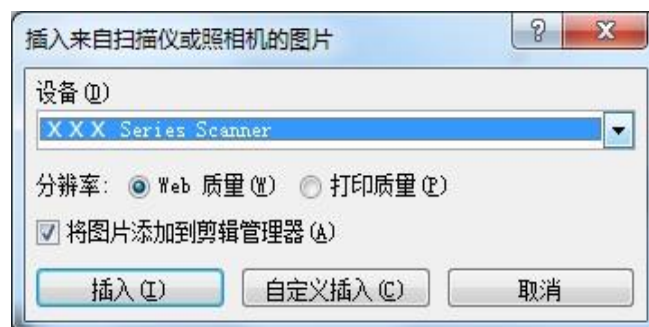 插入来自扫描仪或照相机的图片
设备(D)
XXX Series Scanner
分辨率: Web 质量(W) 打印质量(P)
将图片添加到剪辑管理器(A)
插入(I) 自定义插入(C) 取消